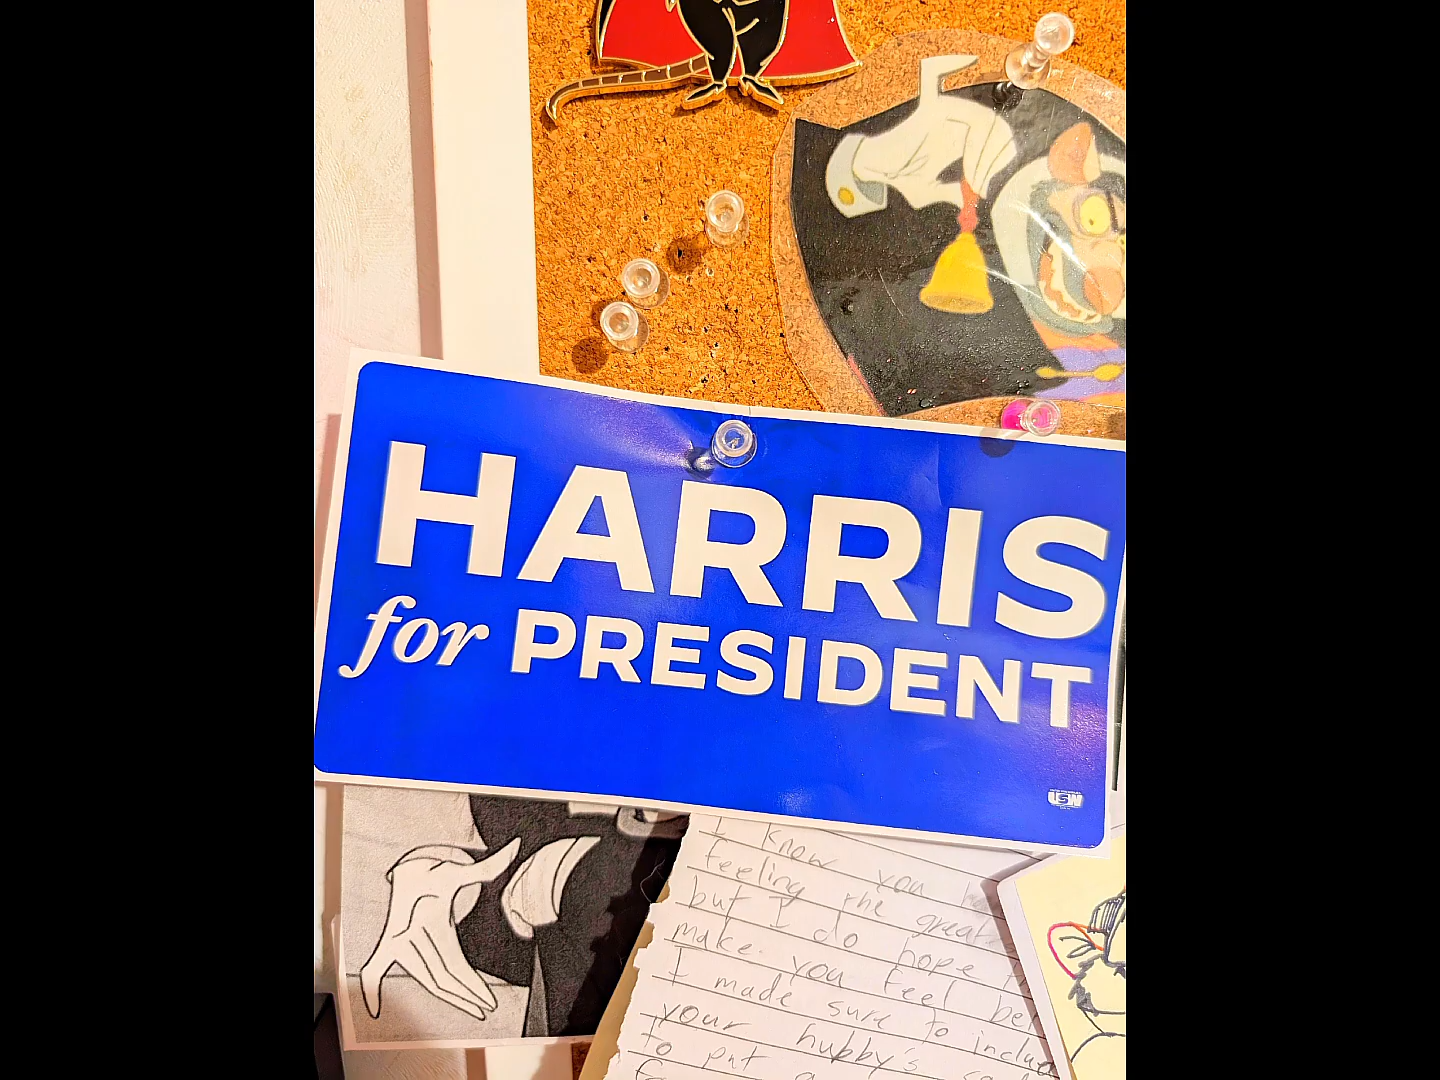 HARRIS
for PRESIDENT
I know you
feeling the great
but I do hope
make you feel
I made sure to
your hubby's
to put a